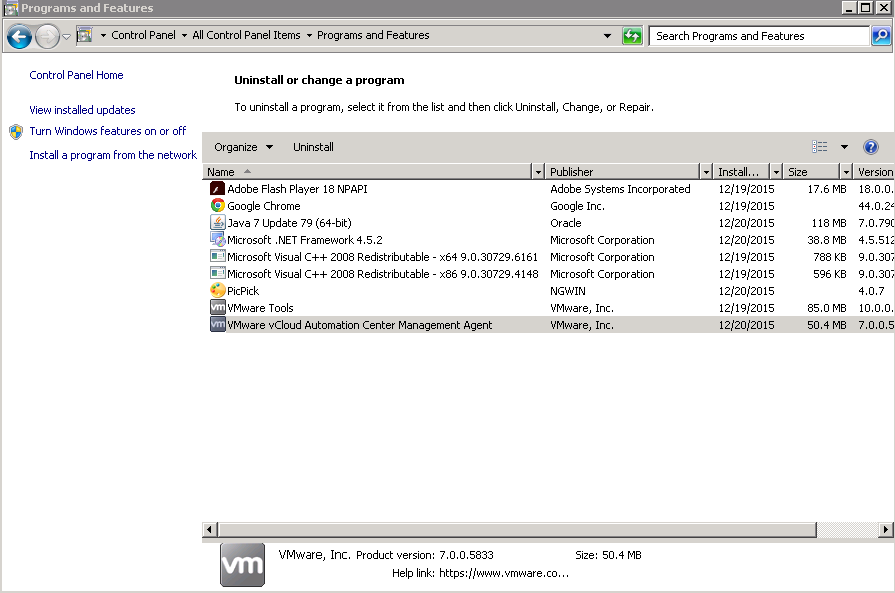 Programs and Features
Control Panel All Control Panel Items Programs and Features Search Programs and Features
Control Panel Home
View installed updates
Turn Windows features on or off
Install a program from the network
Uninstall or change a program
To uninstall a program, select it from the list and then click Uninstall, Change, or Repair.
Organize Uninstall
Name Publisher Install... Size Version
Adobe Flash Player 18 NPAPI Adobe Systems Incorporated 12/19/2015 17.6 MB 18.0.0.
Google Chrome Google Inc. 12/19/2015 44.0.24
Java 7 Update 79 (64-bit) Oracle 12/20/2015 118 MB 7.0.790
Microsoft .NET Framework 4.5.2 Microsoft Corporation 12/20/2015 38.8 MB 4.5.512
Microsoft Visual C++ 2008 Redistributable - x64 9.0.30729.6161 Microsoft Corporation 12/19/2015 788 KB 9.0.307
Microsoft Visual C++ 2008 Redistributable - x86 9.0.30729.4148 Microsoft Corporation 12/19/2015 596 KB 9.0.307
PicPick NGWIN 12/20/2015 4.0.7
VMware Tools VMware, Inc. 12/19/2015 85.0 MB 10.0.0.
VMware vCloud Automation Center Management Agent VMware, Inc. 12/20/2015 50.4 MB 7.0.0.5
vm VMware, Inc. Product version: 7.0.0.5833 Size: 50.4 MB
Help link: https://www.vmware.co...